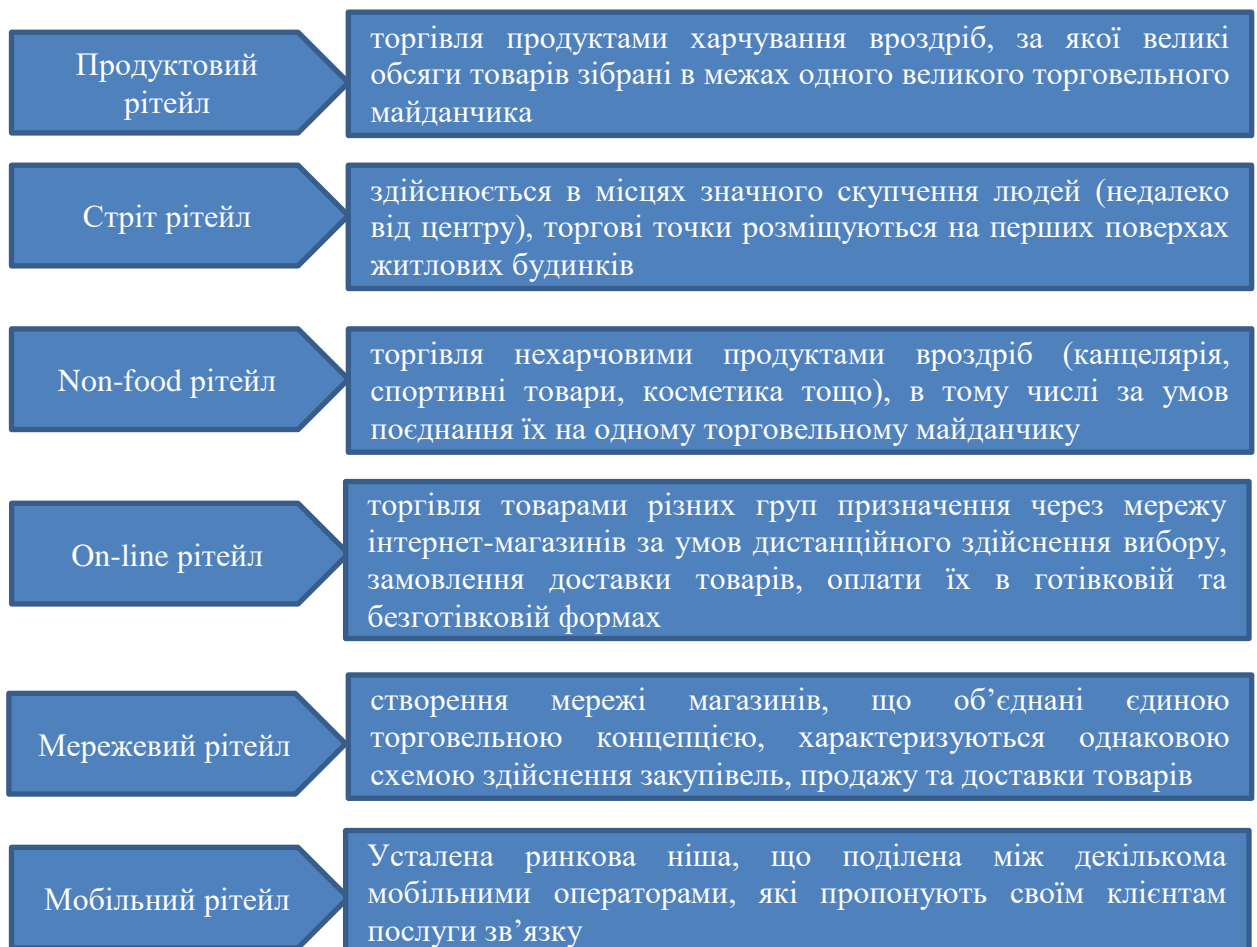 Продуктовий
рітейл
торгівля продуктами харчування вроздріб, за якої великі
обсяги товарів зібрані в межах одного великого торговельного
майданчика
Стріт рітейл
здійснюється в місцях значного скупчення людей (недалеко
від центру), торгові точки розміщуються на перших поверхах
житлових будинків
Non-food рітейл
торгівля нехарчовими продуктами вроздріб (канцелярія,
спортивні товари, косметика тощо), в тому числі за умов
поєднання їх на одному торговельному майданчику
On-line рітейл
торгівля товарами різних груп призначення через мережу
інтернет-магазинів за умов дистанційного здійснення вибору,
замовлення доставки товарів, оплати їх в готівковій та
безготівковій формах
Мережевий рітейл
створення мережі магазинів, що об’єднані єдиною
торговельною концепцією, характеризуються однаковою
схемою здійснення закупівель, продажу та доставки товарів
Мобільний рітейл
Усталена ринкова ніша, що поділена між декількома
мобільними операторами, які пропонують своїм клієнтам
послуги зв’язку